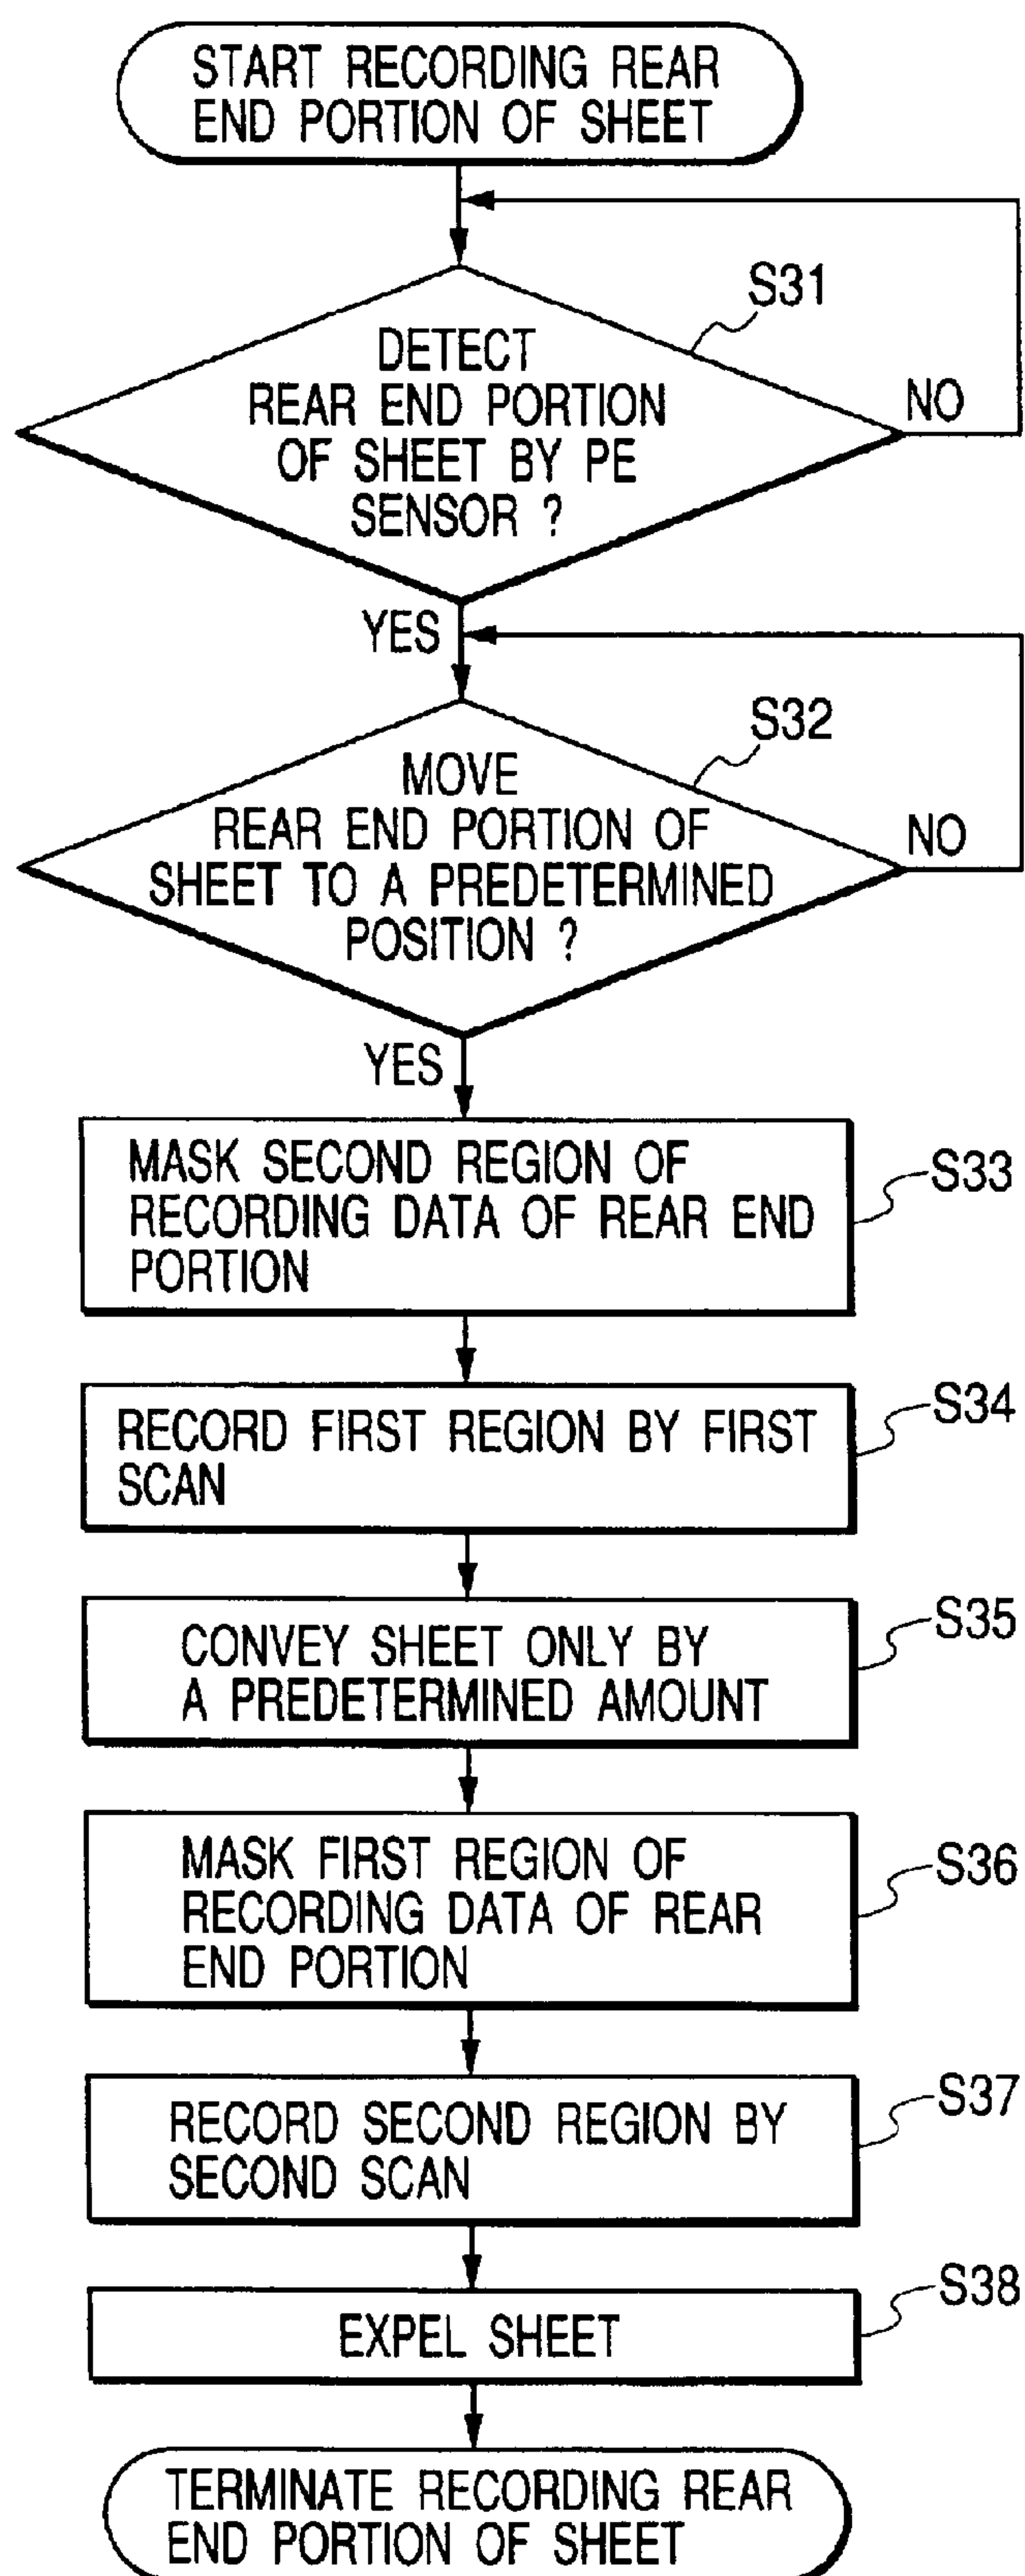 START RECORDING REAR
END PORTION OF SHEET
S31
DETECT
REAR END PORTION
OF SHEET BY PE
SENSOR ?
NO
YES
S32
MOVE
REAR END PORTION OF
SHEET TO A PREDETERMINED
POSITION ?
NO
YES
MASK SECOND REGION OF
RECORDING DATA OF REAR END
PORTION
S33
RECORD FIRST REGION BY FIRST
SCAN
S34
CONVEY SHEET ONLY BY
A PREDETERMINED AMOUNT
S35
MASK FIRST REGION OF
RECORDING DATA OF REAR
END PORTION
S36
RECORD SECOND REGION BY
SECOND SCAN
S37
EXPEL SHEET
S38
TERMINATE RECORDING REAR
END PORTION OF SHEET